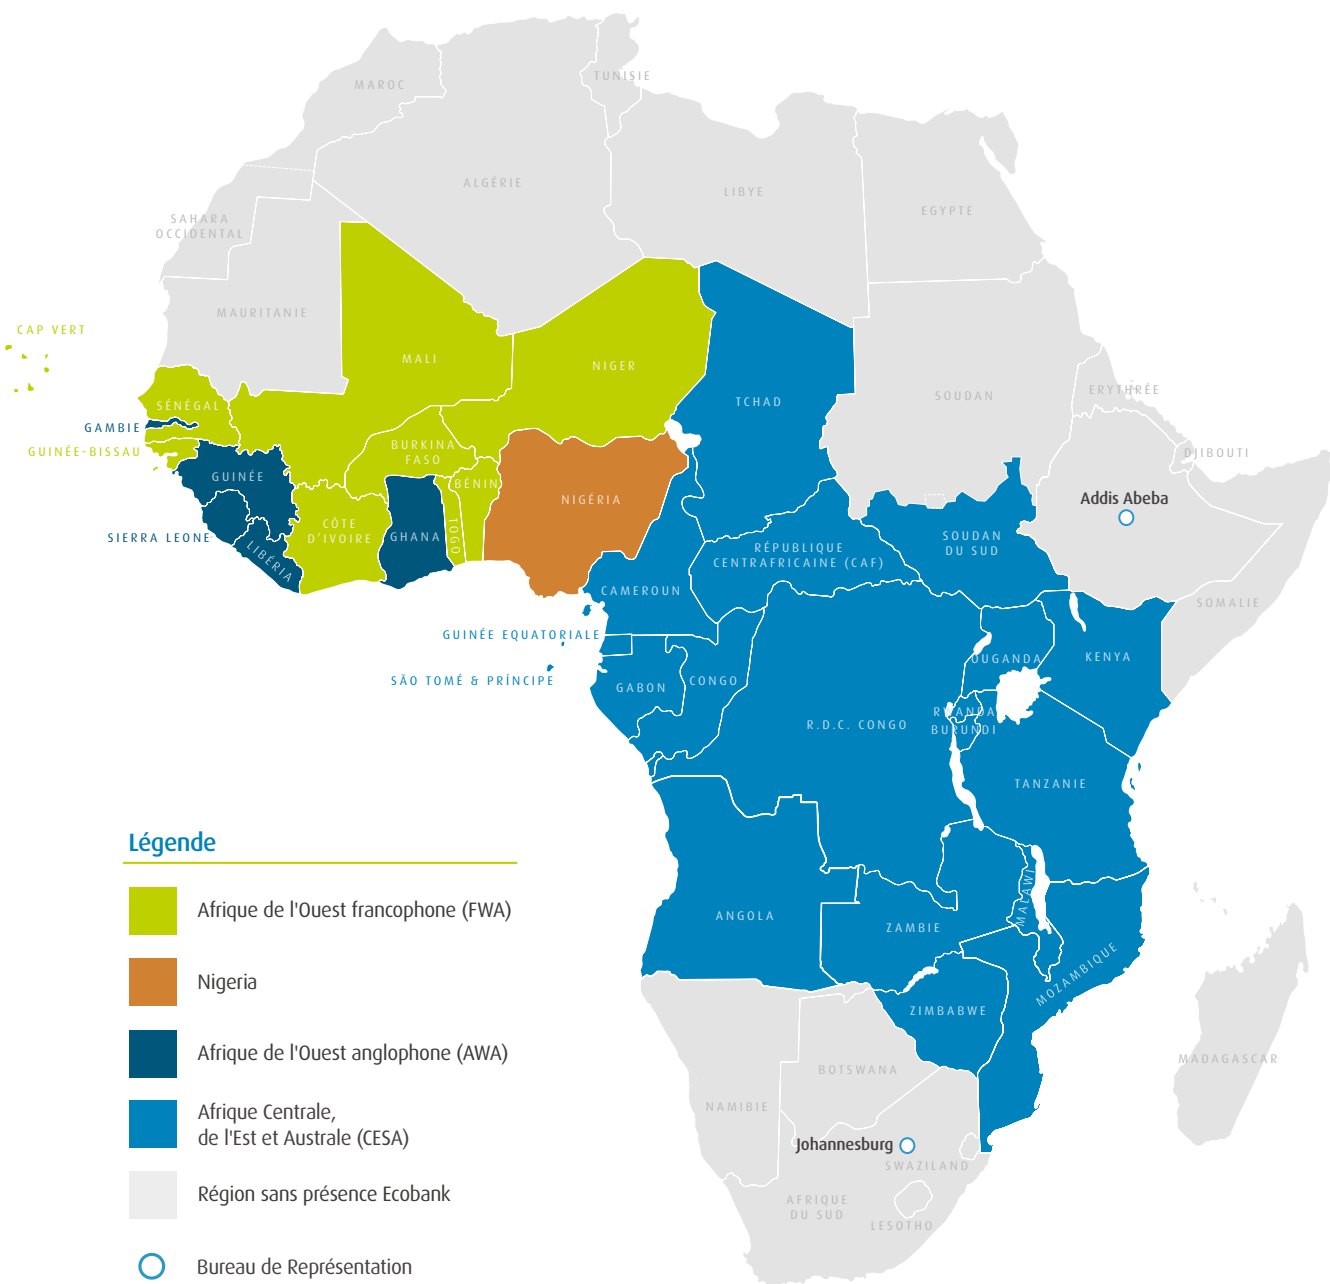 MAROC
TUNISIE
ALGÉRIE
LIBYE
EGYPTE
SAHARA
OCCIDENTAL
MAURITANIE
CAP VERT
MALI
NIGER
TCHAD
SOUDAN
ERYTHRÉE
SÉNÉGAL
GAMBIE
GUINÉE-BISSAU
BURKINA
FASO
DJIBOUTI
GUINÉE
BÉNIN
NIGÉRIA
Addis Abeba
CÔTE
D'IVOIRE
GHANA
TOGO
SIERRA LEONE
LIBÉRIA
SOUDAN
DU SUD
RÉPUBLIQUE
CENTRAFRICAINE (CAF)
CAMEROUN
SOMALIE
GUINÉE EQUATORIALE
OUGANDA
KENYA
SÃO TOMÉ & PRÍNCIPE
GABON
CONGO
RWANDA
BURUNDI
R.D.C. CONGO
TANZANIE
MALAWI
ANGOLA
ZAMBIE
MOZAMBIQUE
ZIMBABWE
MADAGASCAR
BOTSWANA
NAMIBIE
Johannesburg
SWAZILAND
AFRIQUE
DU SUD
LESOTHO
Légende
Afrique de l'Ouest francophone (FWA)
Nigeria
Afrique de l'Ouest anglophone (AWA)
Afrique Centrale,
de l'Est et Australe (CESA)
Région sans présence Ecobank
Bureau de Représentation